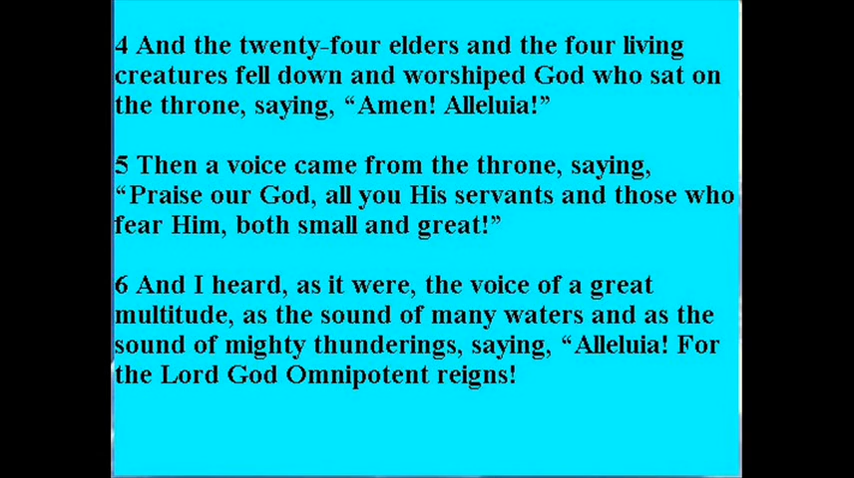 4 And the twenty-four elders and the four living
creatures fell down and worshiped God who sat on
the throne, saying, “Amen! Alleluia!”
5 Then a voice came from the throne, saying,
“Praise our God, all you His servants and those who
fear Him, both small and great!”
6 And I heard, as it were, the voice of a great
multitude, as the sound of many waters and as the
sound of mighty thunderings, saying, “Alleluia! For
the Lord God Omnipotent reigns!